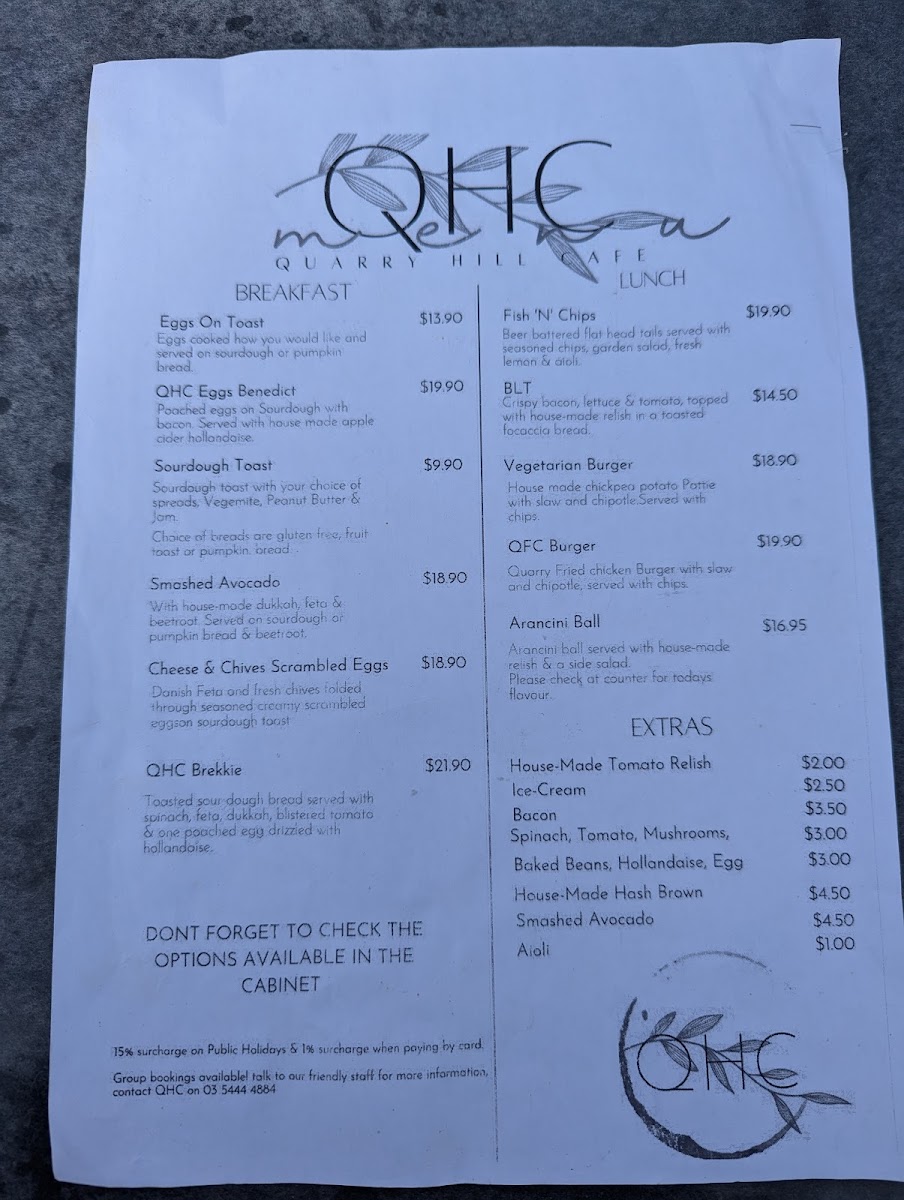 QHC
menu
QUARRY HILL CAFE
BREAKFAST
Eggs On Toast $13.90
Eggs cooked how you would like and
served on sourdough or pumpkin
bread.
QHC Eggs Benedict $19.90
Poached eggs on Sourdough with
bacon. Served with house made apple
cider hollandaise.
Sourdough Toast $9.90
Sourdough toast with your choice of
spreads, Vegemite, Peanut Butter &
Jam.
Choice of breads are gluten free, fruit
toast or pumpkin. bread .
Smashed Avocado $18.90
With house-made dukkah, feta &
beetroot. Served on sourdough or
pumpkin bread & beetroot.
Cheese & Chives Scrambled Eggs $18.90
Danish Feta and fresh chives folded
through seasoned creamy scrambled
eggson sourdough toast
QHC Brekkie $21.90
Toasted sour dough bread served with
spinach, feta, dukkah, blistered tomato
& one poached egg drizzled with
hollandaise.
DONT FORGET TO CHECK THE
OPTIONS AVAILABLE IN THE
CABINET
15% surcharge on Public Holidays & 1% surcharge when paying by card.
Group bookings available! talk to our friendly staff for more information,
contact QHC on 03 5444 4884
LUNCH
Fish 'N' Chips $19.90
Beer battered flat head tails served with
seasoned chips, garden salad, fresh
lemon & aioli.
BLT $14.50
Crispy bacon, lettuce & tomato, topped
with house-made relish in a toasted
focaccia bread.
Vegetarian Burger $18.90
House made chickpea potato Pattie
with slaw and chipotle.Served with
chips.
QFC Burger $19.90
Quarry Fried chicken Burger with slaw
and chipotle, served with chips.
Arancini Ball $16.95
Arancini ball served with house-made
relish & a side salad.
Please check at counter for todays
flavour.
EXTRAS
House-Made Tomato Relish $2.00
Ice-Cream $2.50
Bacon $3.50
Spinach, Tomato, Mushrooms, $3.00
Baked Beans, Hollandaise, Egg $3.00
House-Made Hash Brown $4.50
Smashed Avocado $4.50
Aioli $1.00
QHC